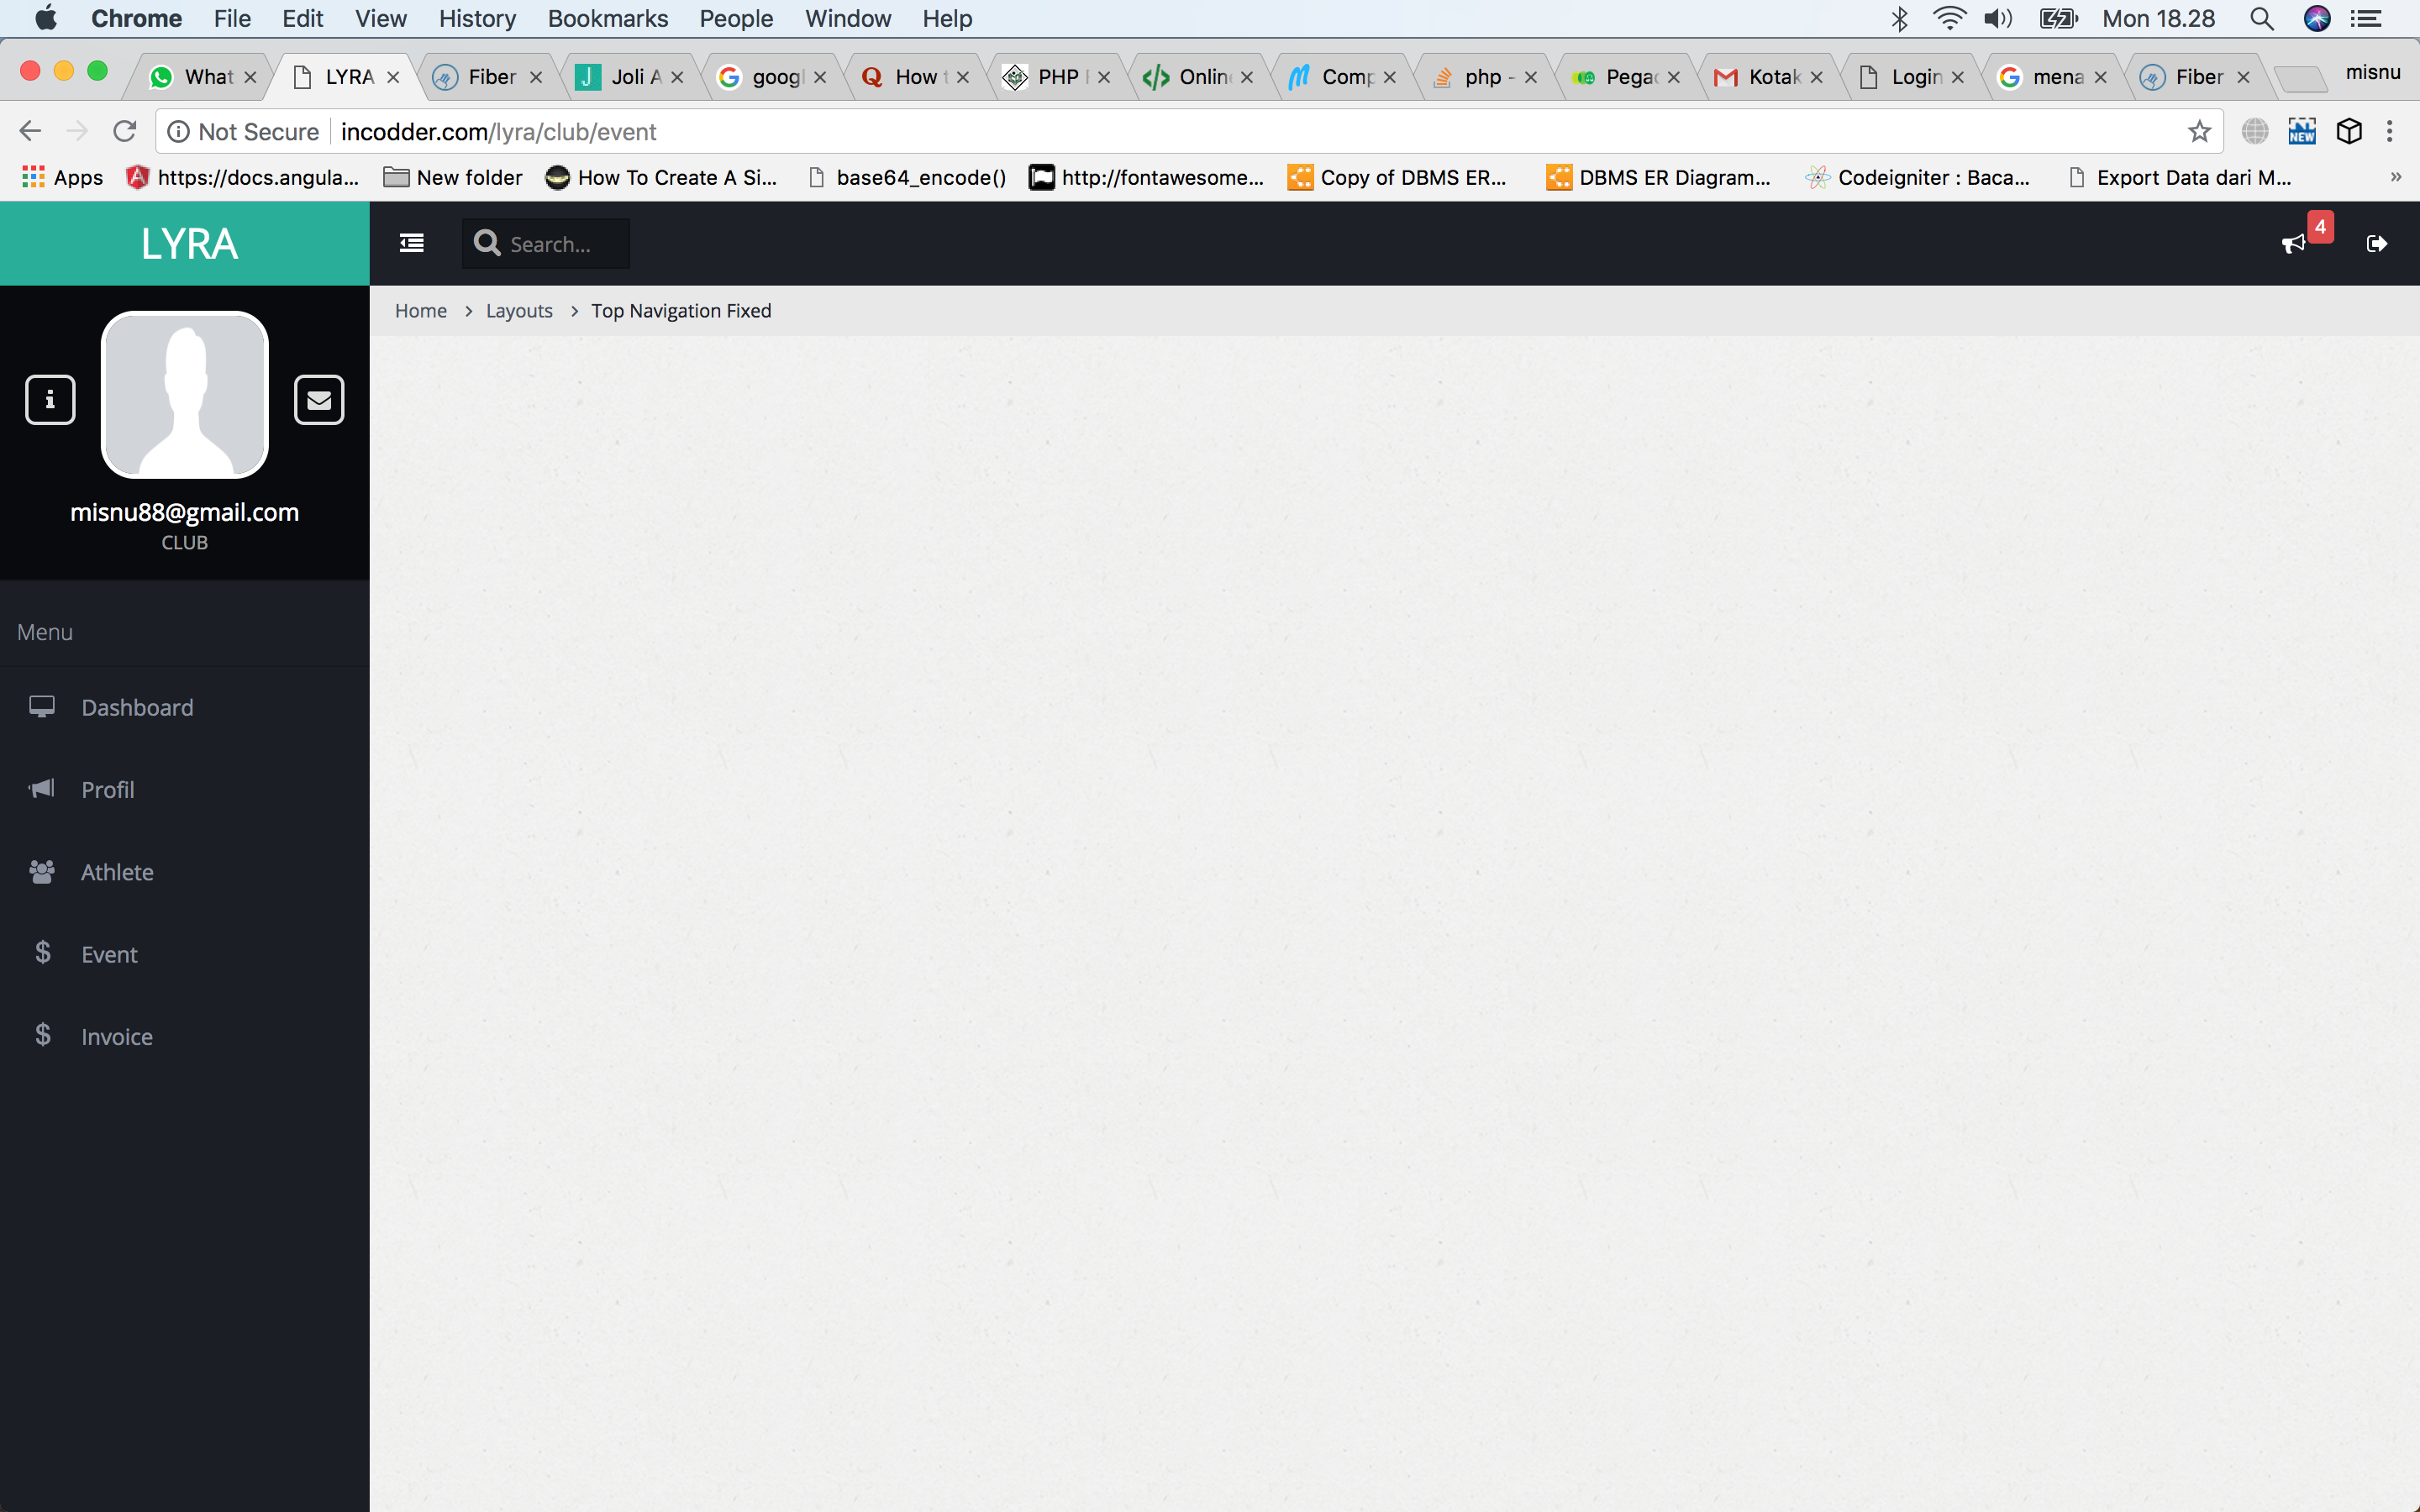 Chrome File Edit View History Bookmarks People Window Help Mon 18.28
What LYRA Fiber Joli A googl How t PHP Onlin Comp php - Pega Kotak Login mena Fiber misnu
Not Secure incodder.com/lyra/club/event
NEW
Apps https://docs.angula... New folder How To Create A Si... base64_encode() http://fontawesome... Copy of DBMS ER... DBMS ER Diagram... Codeigniter : Baca... Export Data dari M... »
LYRA
Search...
4
Home > Layouts > Top Navigation Fixed
misnu88@gmail.com
CLUB
Menu
Dashboard
Profil
Athlete
$ Event
$ Invoice